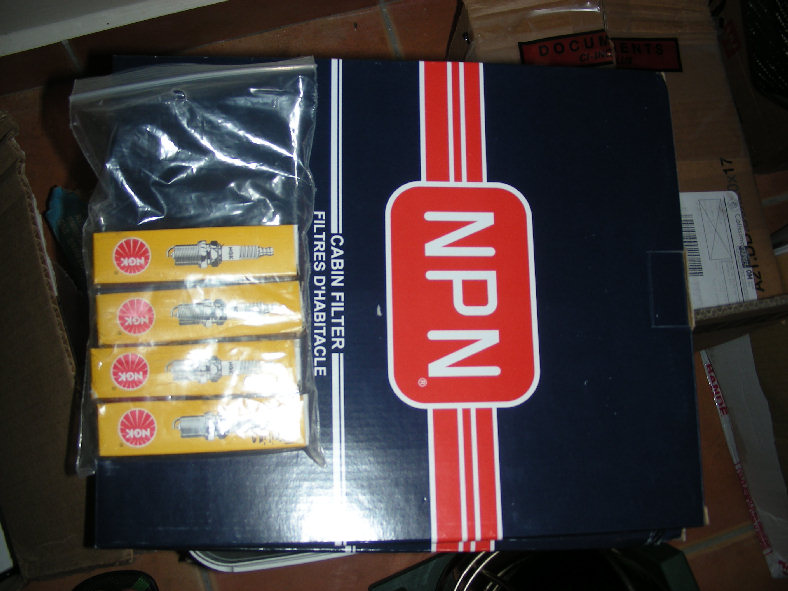 DOCUMENTS
NPN
®
CABIN FILTER
FILTRES D'HABITACLE
NGK
NGK
NGK
NGK